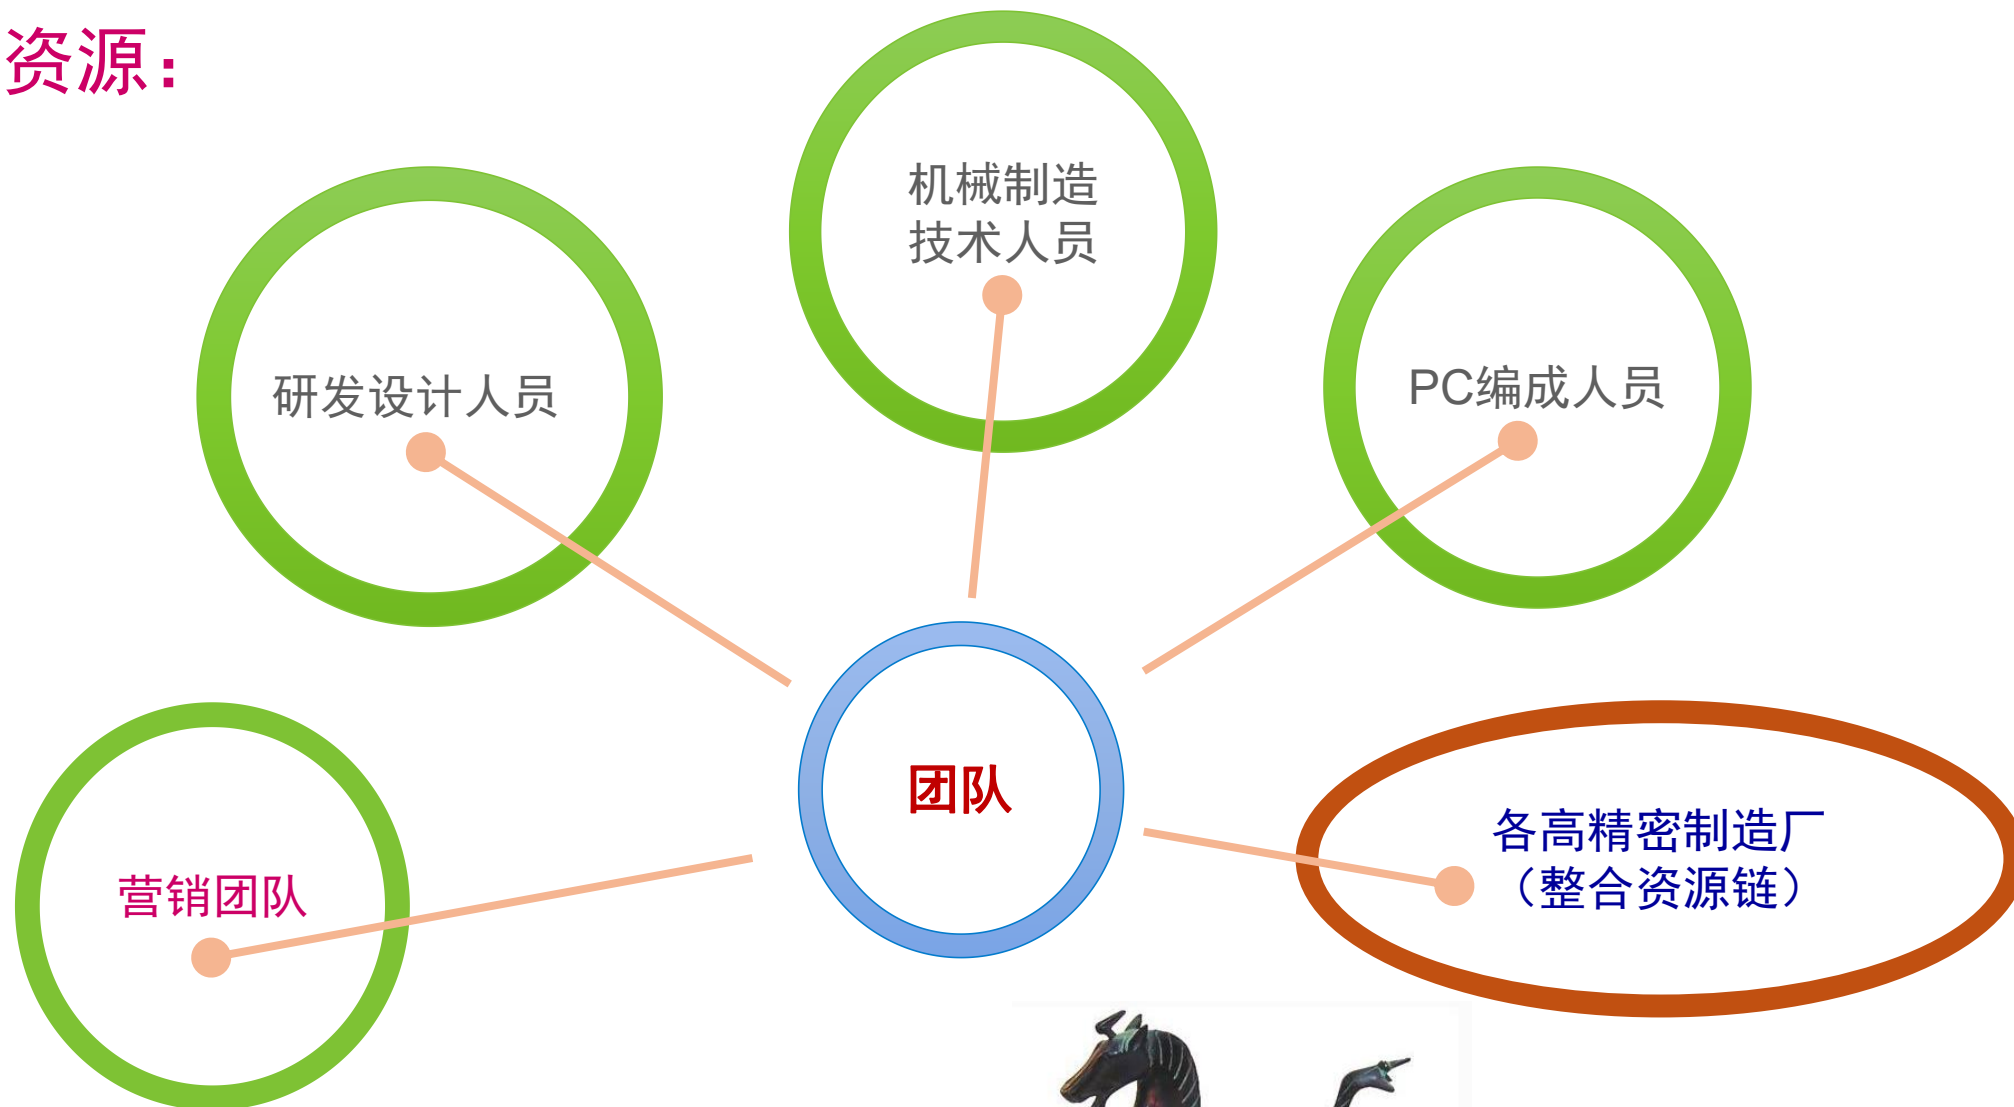 资源：
机械制造
技术人员
研发设计人员
PC编成人员
团队
各高精密制造厂
（整合资源链）
营销团队